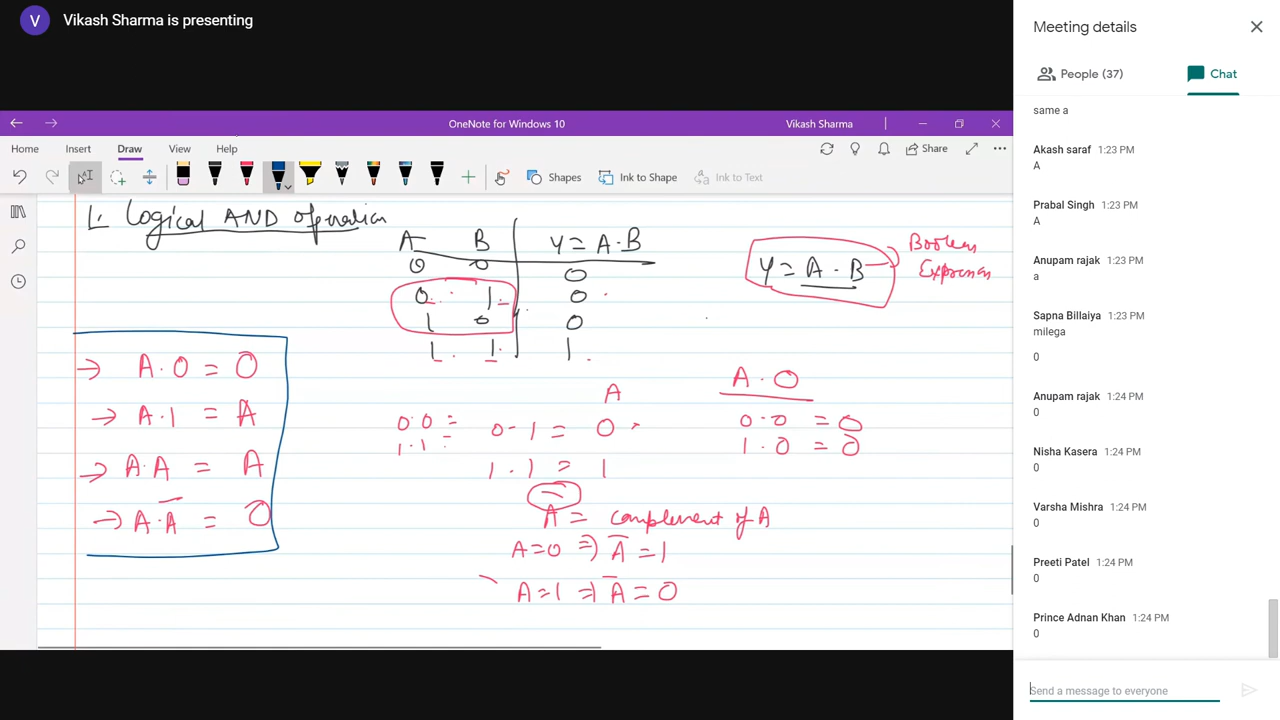 V
Vikash Sharma is presenting
OneNote for Windows 10
Vikash Sharma
Home Insert Draw View Help
Share
Shapes
Ink to Shape
Ink to Text
1. Logical AND operation
A B Y = A·B
0 0 0
0 1 0
1 0 0
1 1 1
Y = A · B
Boolean
Expression
→ A·0 = 0
→ A·1 = A
→ A·A = A
→ A·Ā = 0
A
0·0 =
1·1 =
0·1 = 0
1·1 = 1
A · 0
0·0 = 0
1·0 = 0
Ā = complement of A
A=0 ⇒ Ā = 1
A=1 ⇒ Ā = 0
Meeting details
People (37)
Chat
same a
Akash saraf 1:23 PM
A
Prabal Singh 1:23 PM
A
Anupam rajak 1:23 PM
a
Sapna Billaiya 1:23 PM
milega
0
Anupam rajak 1:24 PM
0
Nisha Kasera 1:24 PM
0
Varsha Mishra 1:24 PM
0
Preeti Patel 1:24 PM
0
Prince Adnan Khan 1:24 PM
0
Send a message to everyone